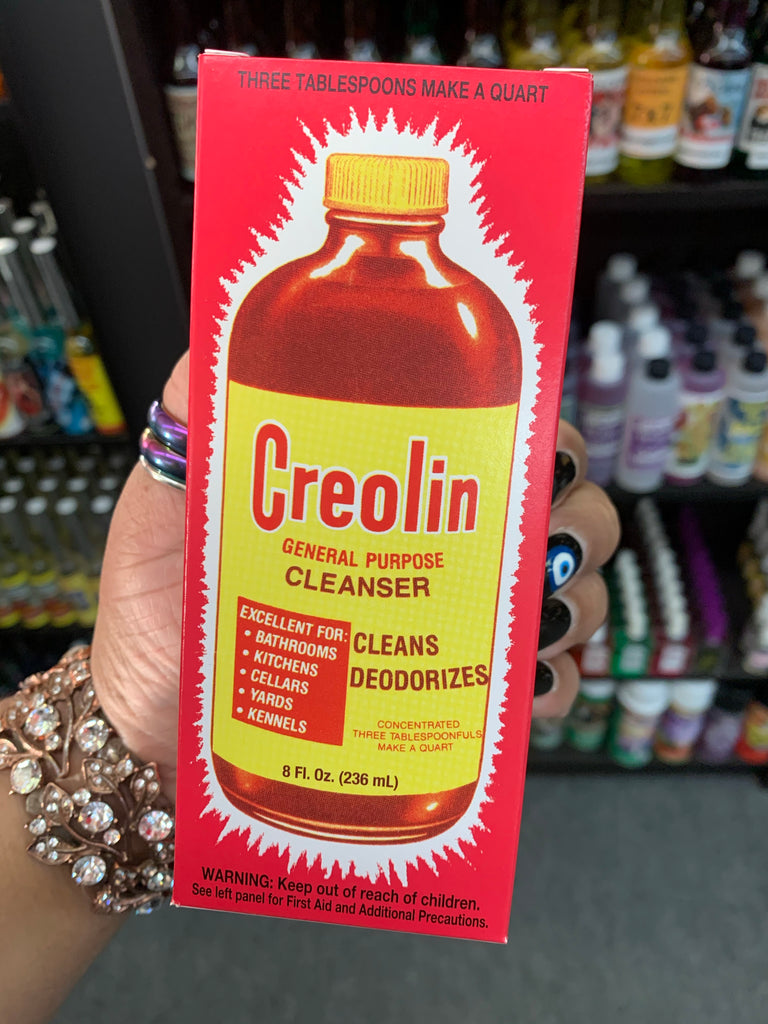 THREE TABLESPOONS MAKE A QUART
Creolin
GENERAL PURPOSE
CLEANSER
EXCELLENT FOR:
• BATHROOMS
• KITCHENS
• CELLARS
• YARDS
• KENNELS
CLEANS
DEODORIZES
CONCENTRATED
THREE TABLESPOONFULS
MAKE A QUART
8 Fl. Oz. (236 mL)
WARNING: Keep out of reach of children.
See left panel for First Aid and Additional Precautions.